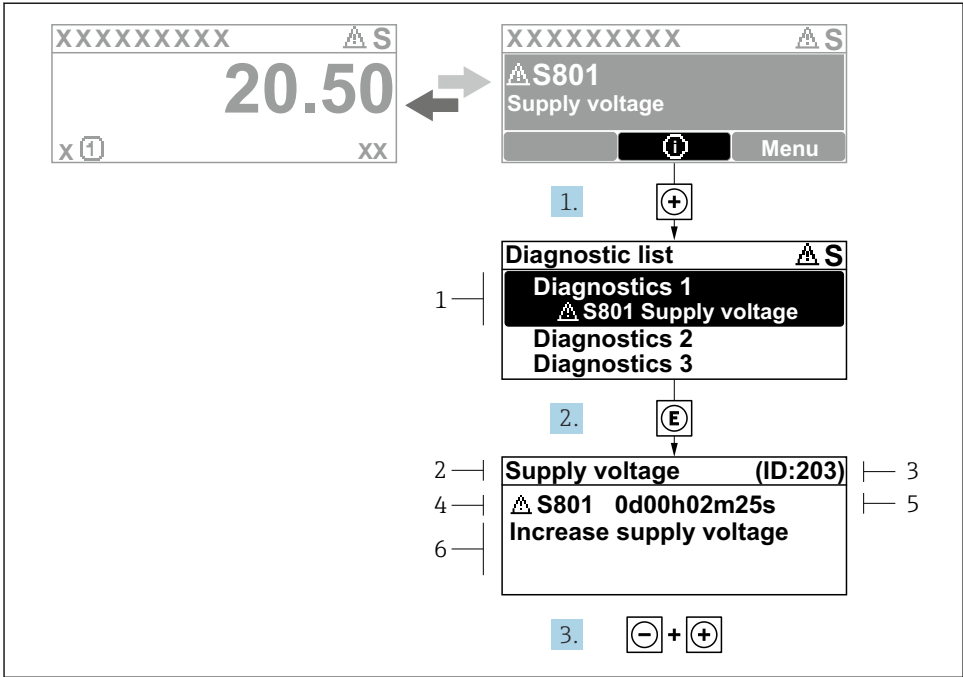 XXXXXXXXX ⚠ S
20.50
x ① XX
XXXXXXXXX ⚠ S
⚠ S801
Supply voltage
ⓘ Menu
1. +
Diagnostic list ⚠ S
1
Diagnostics 1
⚠ S801 Supply voltage
Diagnostics 2
Diagnostics 3
2. E
2 Supply voltage (ID:203) 3
4 ⚠ S801 0d00h02m25s 5
6 Increase supply voltage
3. - + +